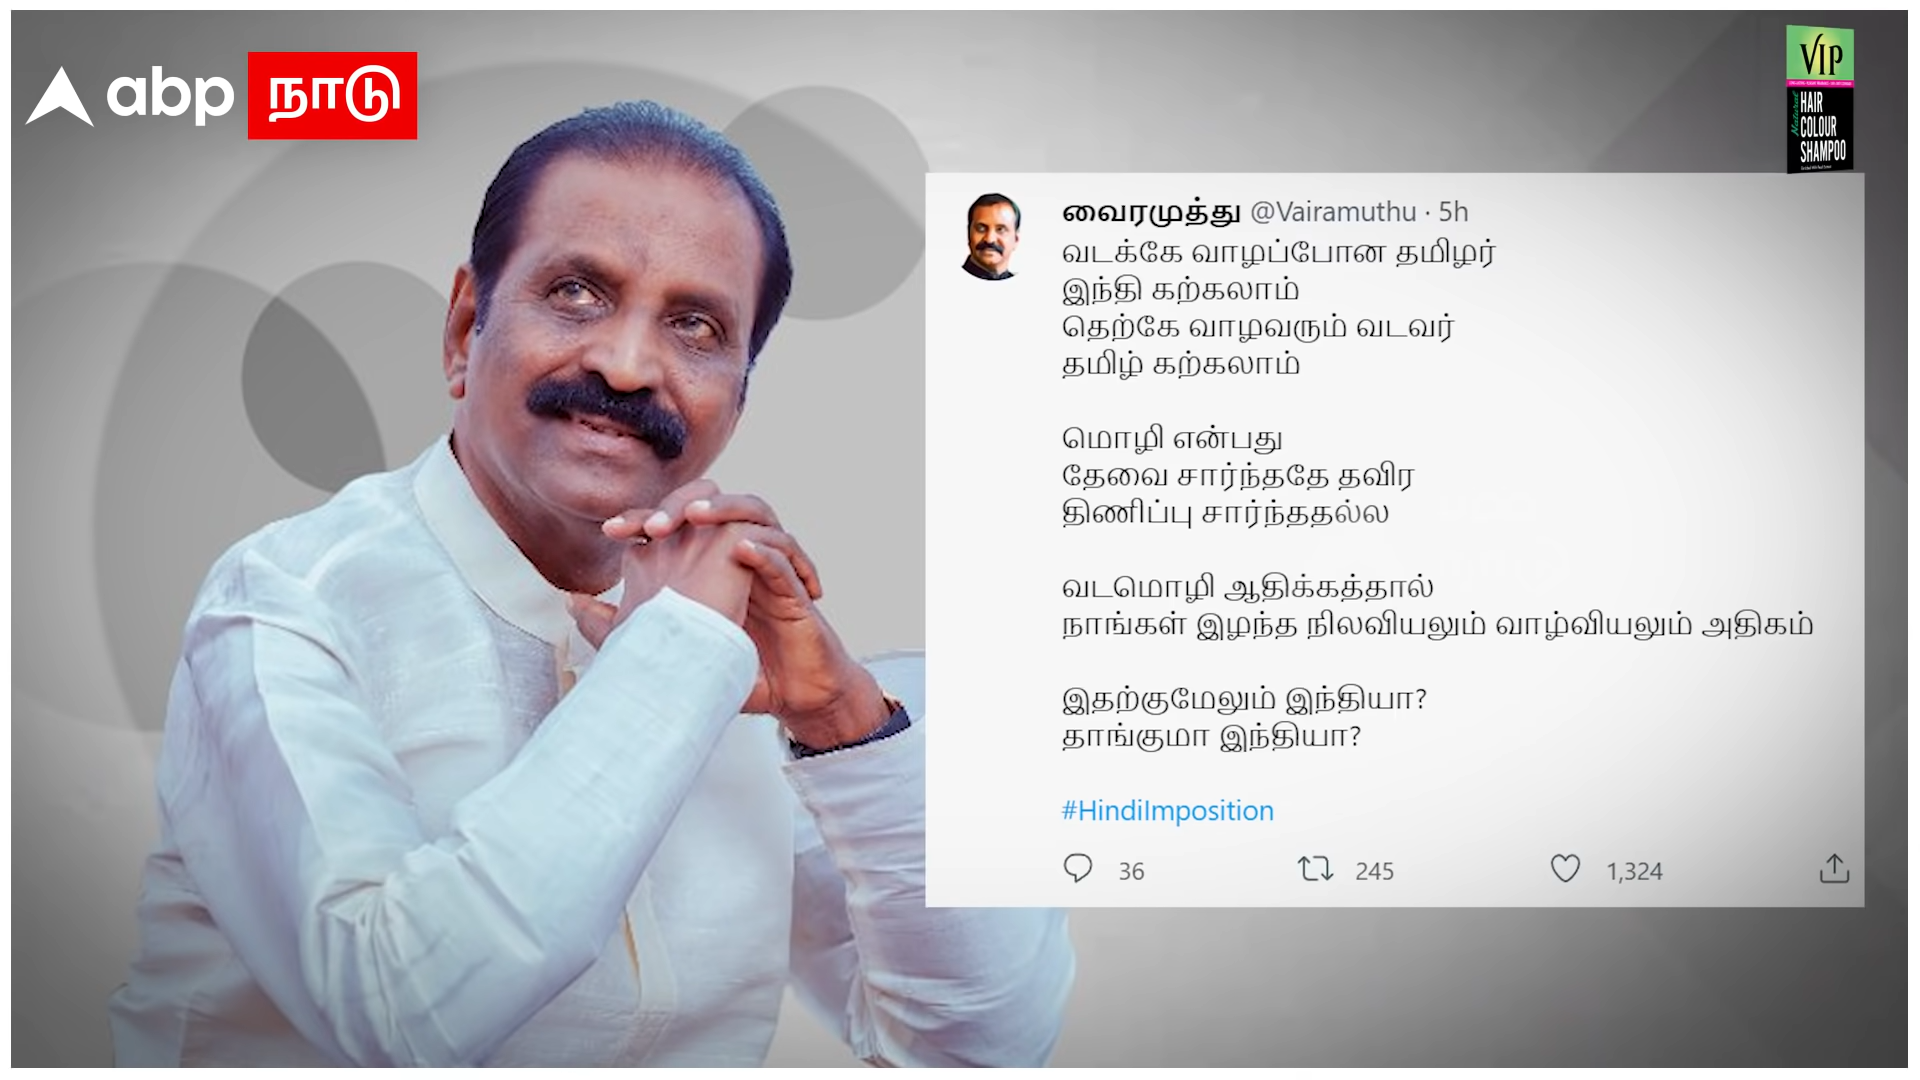 abp நாடு
VIP
Natural
HAIR
COLOUR
SHAMPOO
வைரமுத்து @Vairamuthu · 5h
வடக்கே வாழப்போன தமிழர்
இந்தி கற்கலாம்
தெற்கே வாழவரும் வடவர்
தமிழ் கற்கலாம்
மொழி என்பது
தேவை சார்ந்ததே தவிர
திணிப்பு சார்ந்ததல்ல
வடமொழி ஆதிக்கத்தால்
நாங்கள் இழந்த நிலவியலும் வாழ்வியலும் அதிகம்
இதற்குமேலும் இந்தியா?
தாங்குமா இந்தியா?
#HindiImposition
36 245 1,324